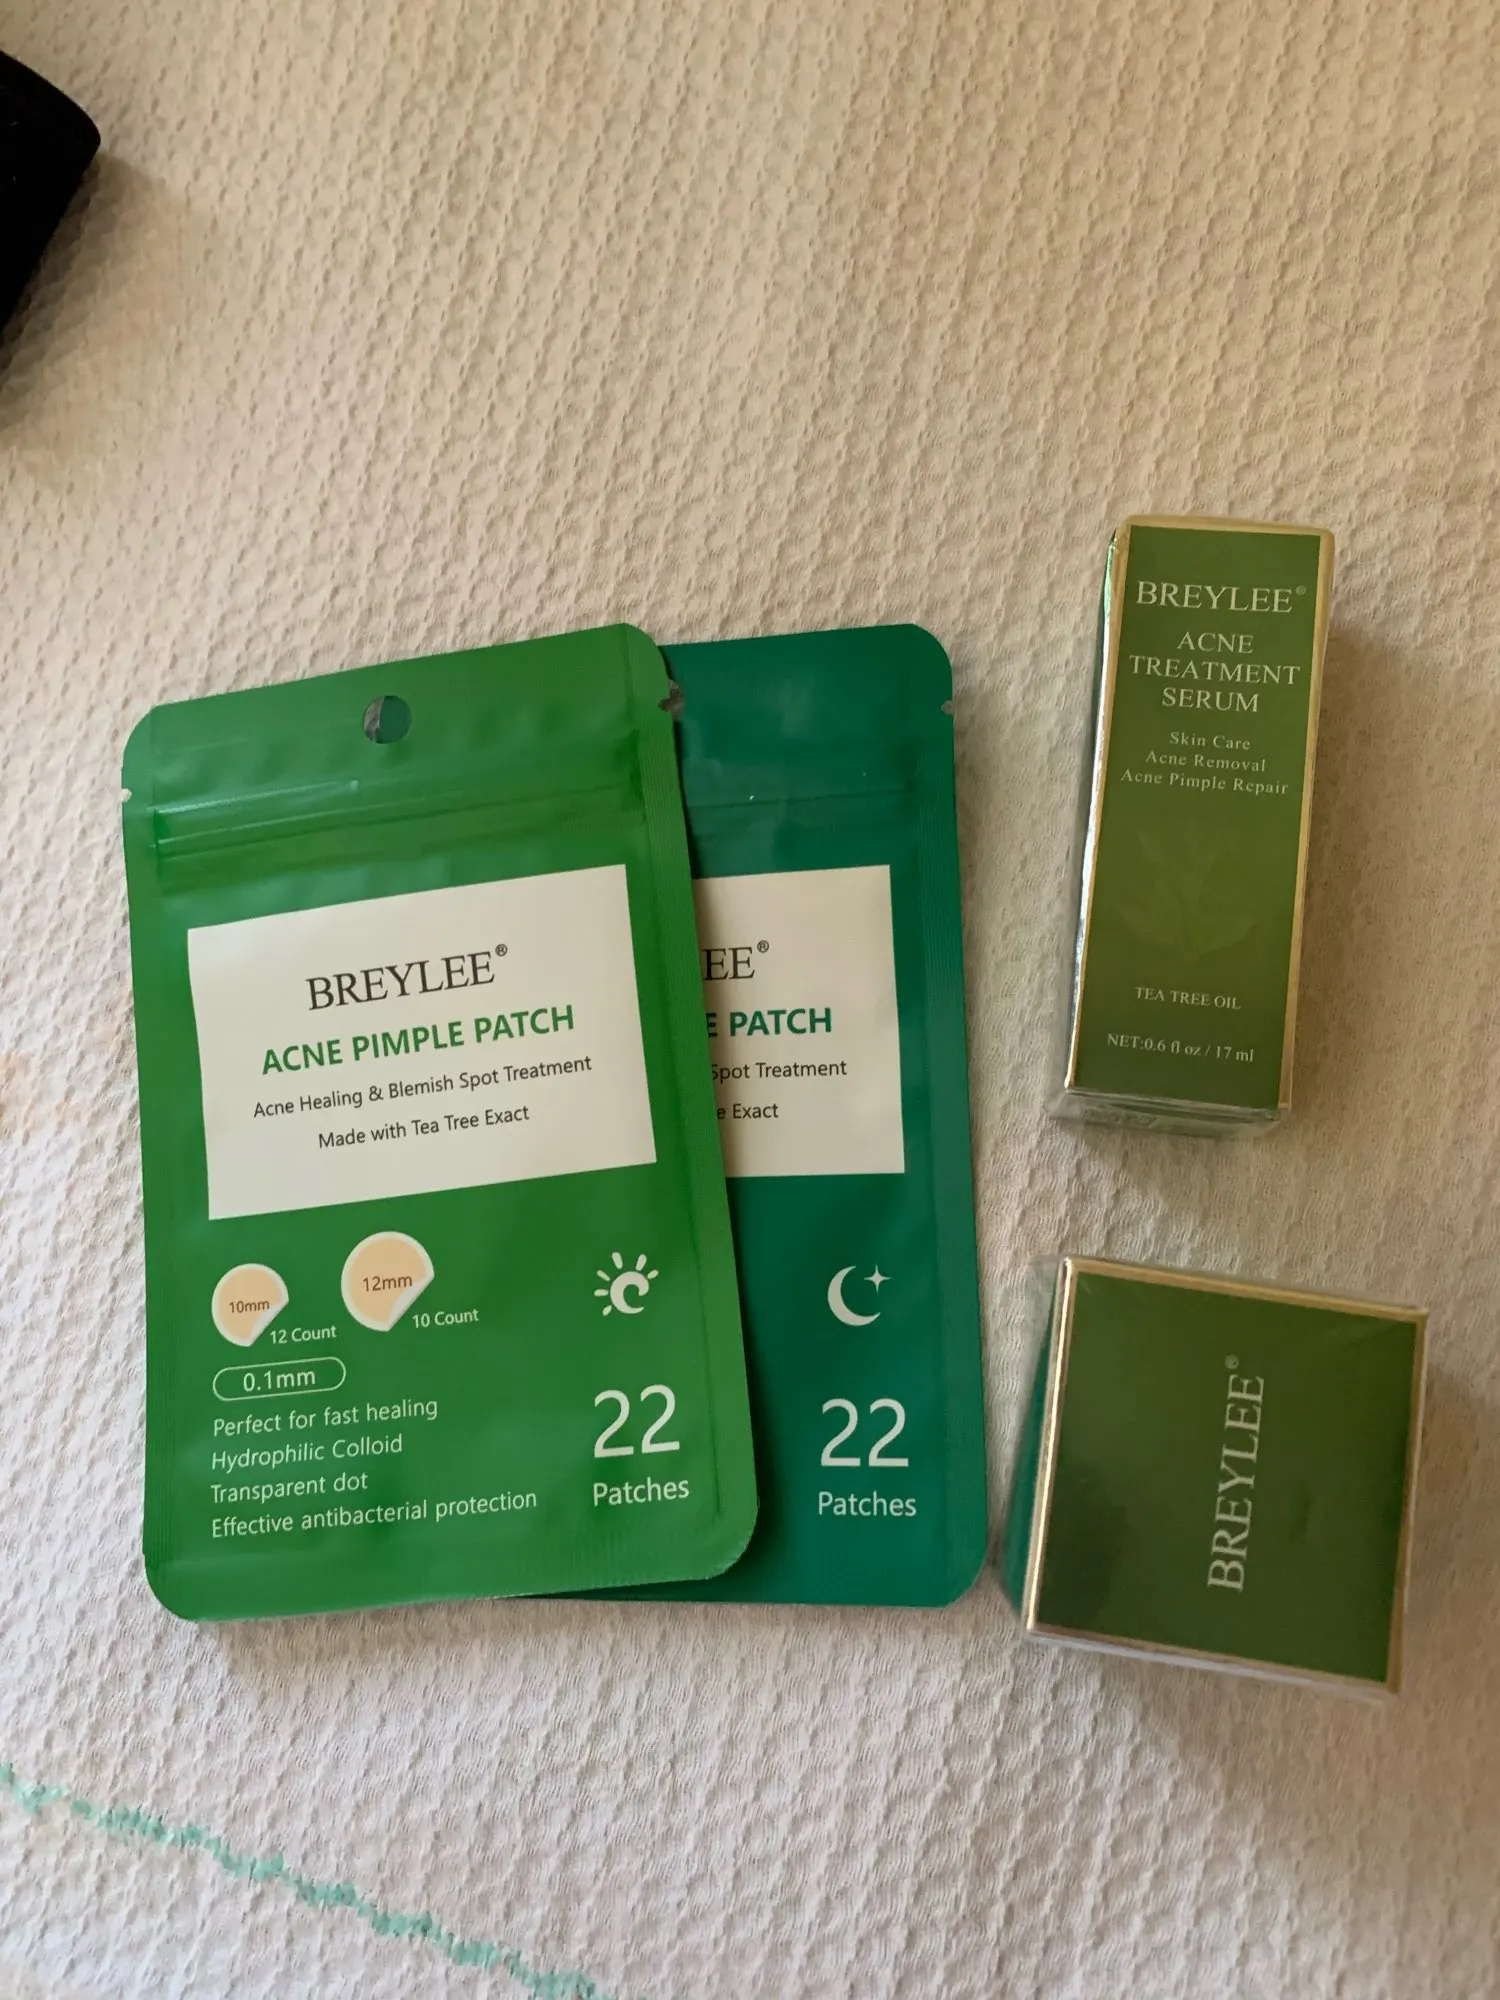 BREYLEE®
ACNE PIMPLE PATCH
Acne Healing & Blemish Spot Treatment
Made with Tea Tree Exact
10mm
12 Count
12mm
10 Count
0.1mm
Perfect for fast healing
Hydrophilic Colloid
Transparent dot
Effective antibacterial protection
22
Patches
EE®
E PATCH
Spot Treatment
e Exact
22
Patches
BREYLEE®
ACNE
TREATMENT
SERUM
Skin Care
Acne Removal
Acne Pimple Repair
TEA TREE OIL
NET:0.6 fl oz / 17 ml
BREYLEE®